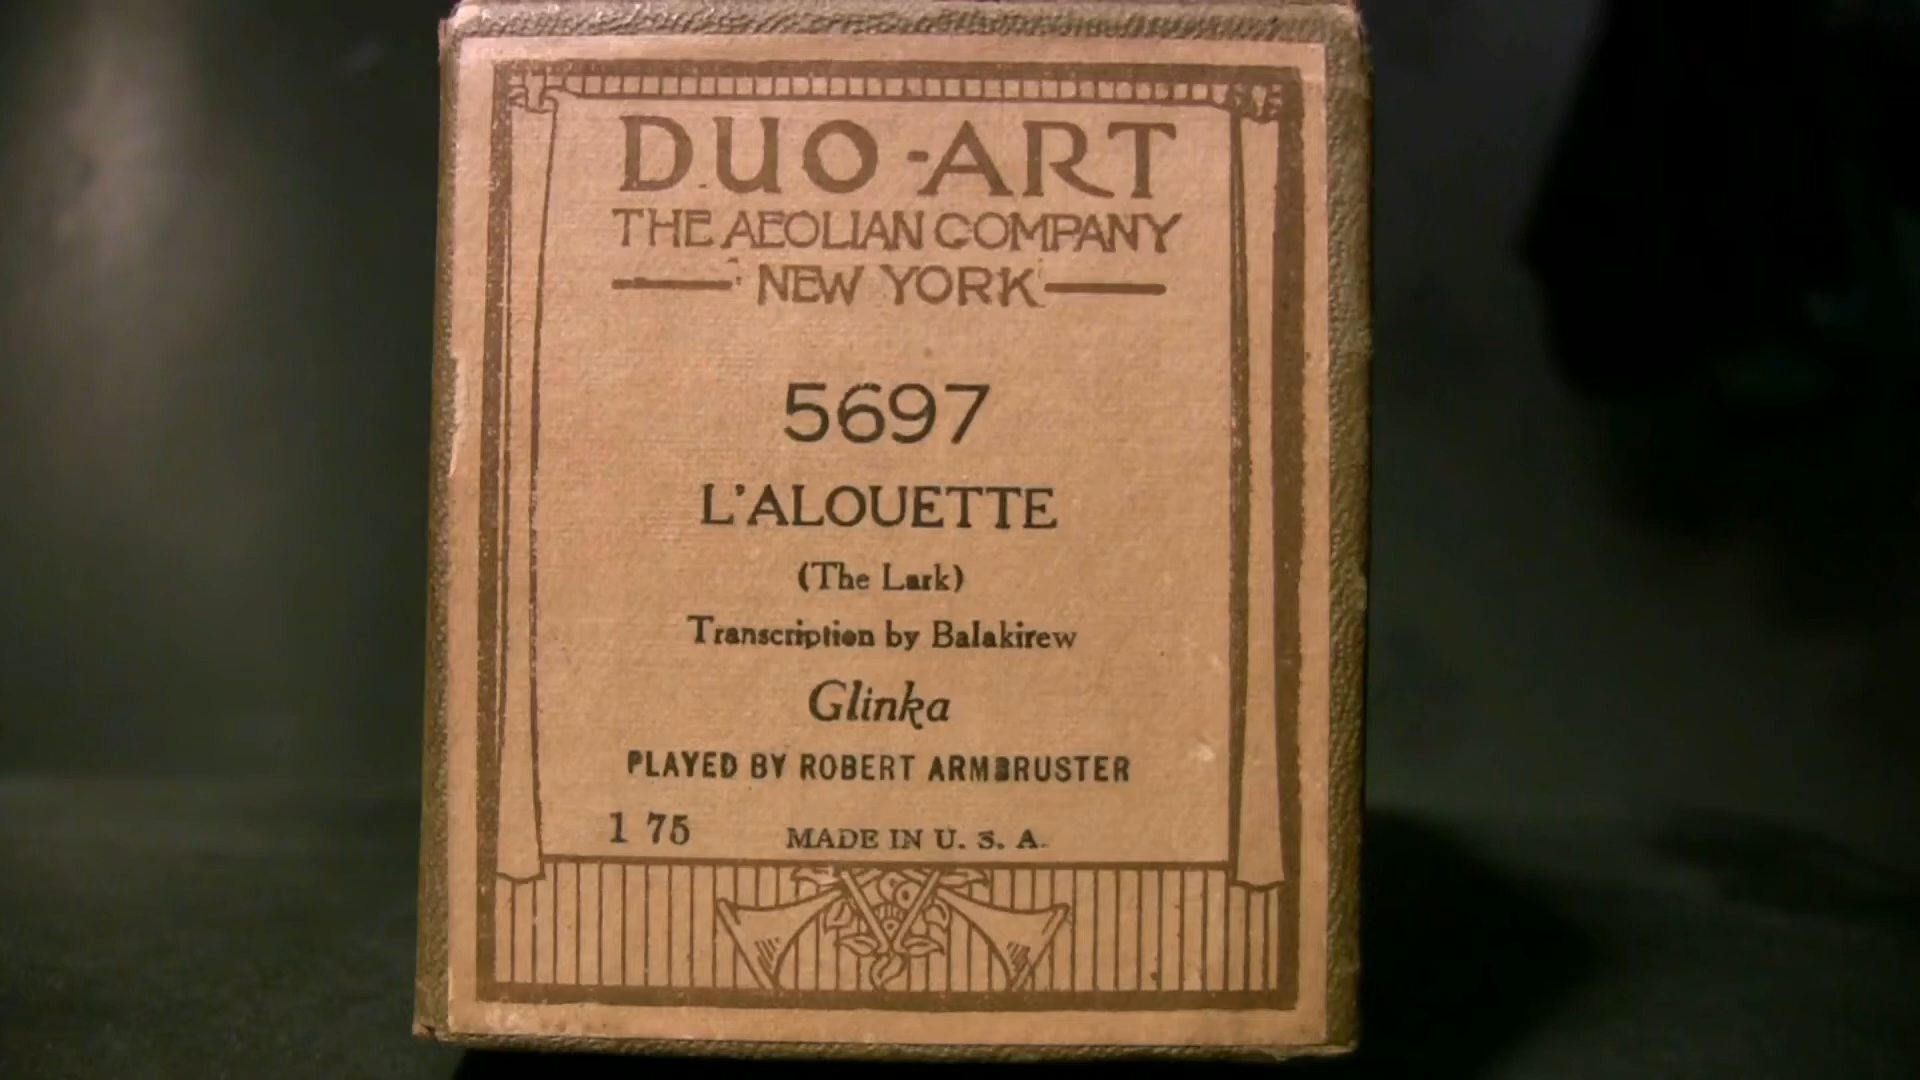 DUO-ART
THE AEOLIAN COMPANY
NEW YORK
5697
L'ALOUETTE
(The Lark)
Transcription by Balakirew
Glinka
PLAYED BY ROBERT ARMBRUSTER
1 75 MADE IN U. S. A.